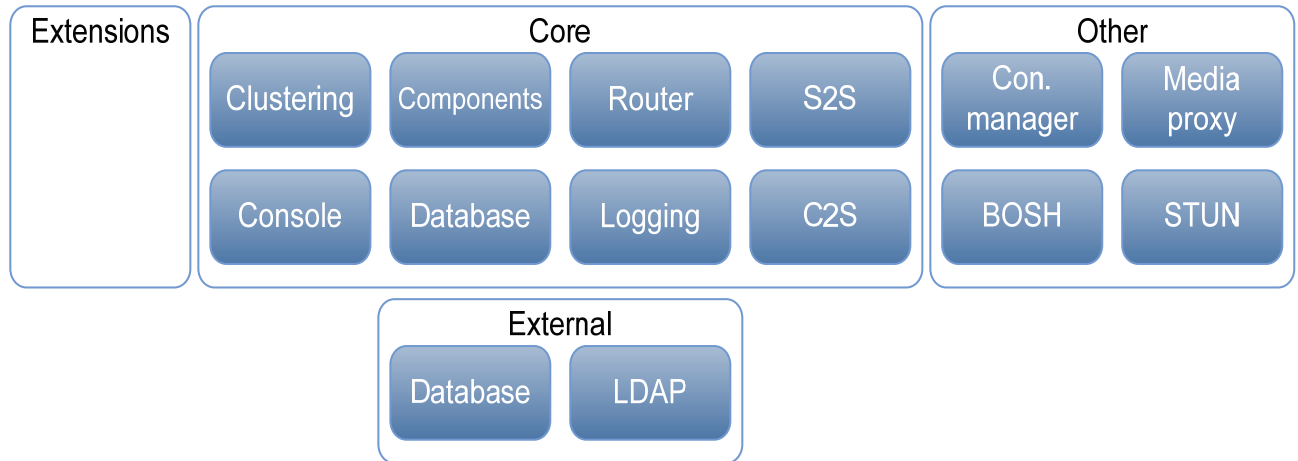 Extensions
Core
Clustering
Components
Router
S2S
Console
Database
Logging
C2S
Other
Con.
manager
Media
proxy
BOSH
STUN
External
Database
LDAP